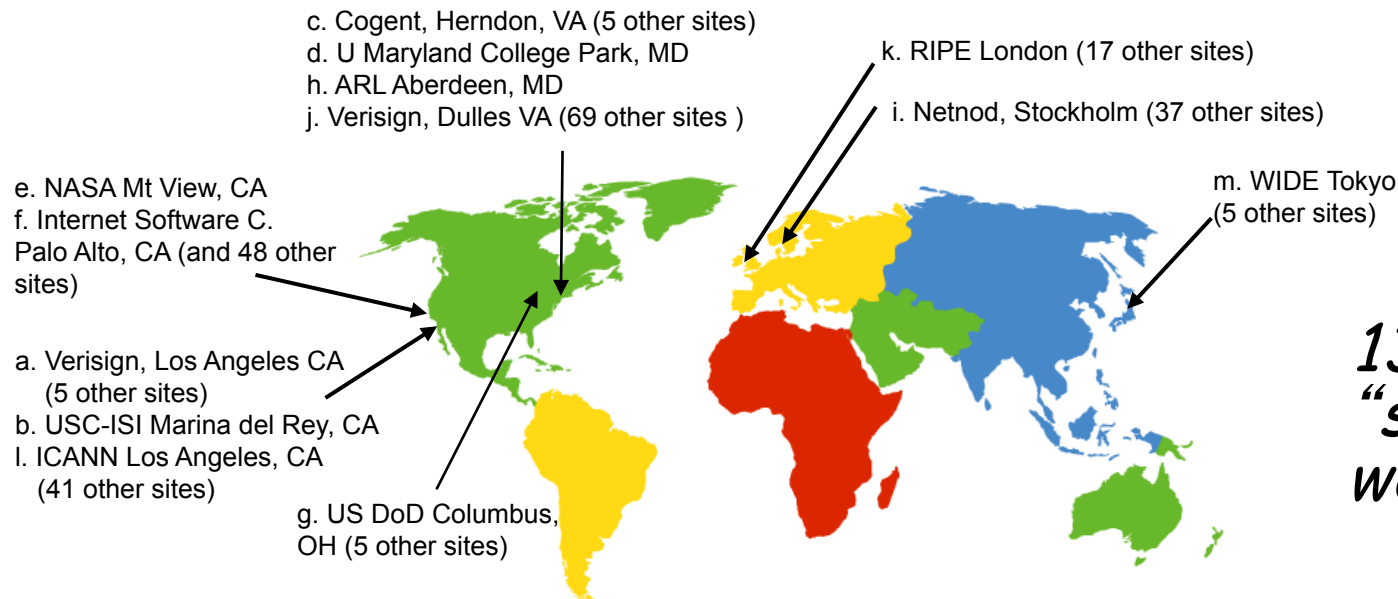 c. Cogent, Herndon, VA (5 other sites)
d. U Maryland College Park, MD
h. ARL Aberdeen, MD
j. Verisign, Dulles VA (69 other sites )
k. RIPE London (17 other sites)
i. Netnod, Stockholm (37 other sites)
m. WIDE Tokyo
(5 other sites)
e. NASA Mt View, CA
f. Internet Software C.
Palo Alto, CA (and 48 other
sites)
a. Verisign, Los Angeles CA
(5 other sites)
b. USC-ISI Marina del Rey, CA
l. ICANN Los Angeles, CA
(41 other sites)
g. US DoD Columbus,
OH (5 other sites)